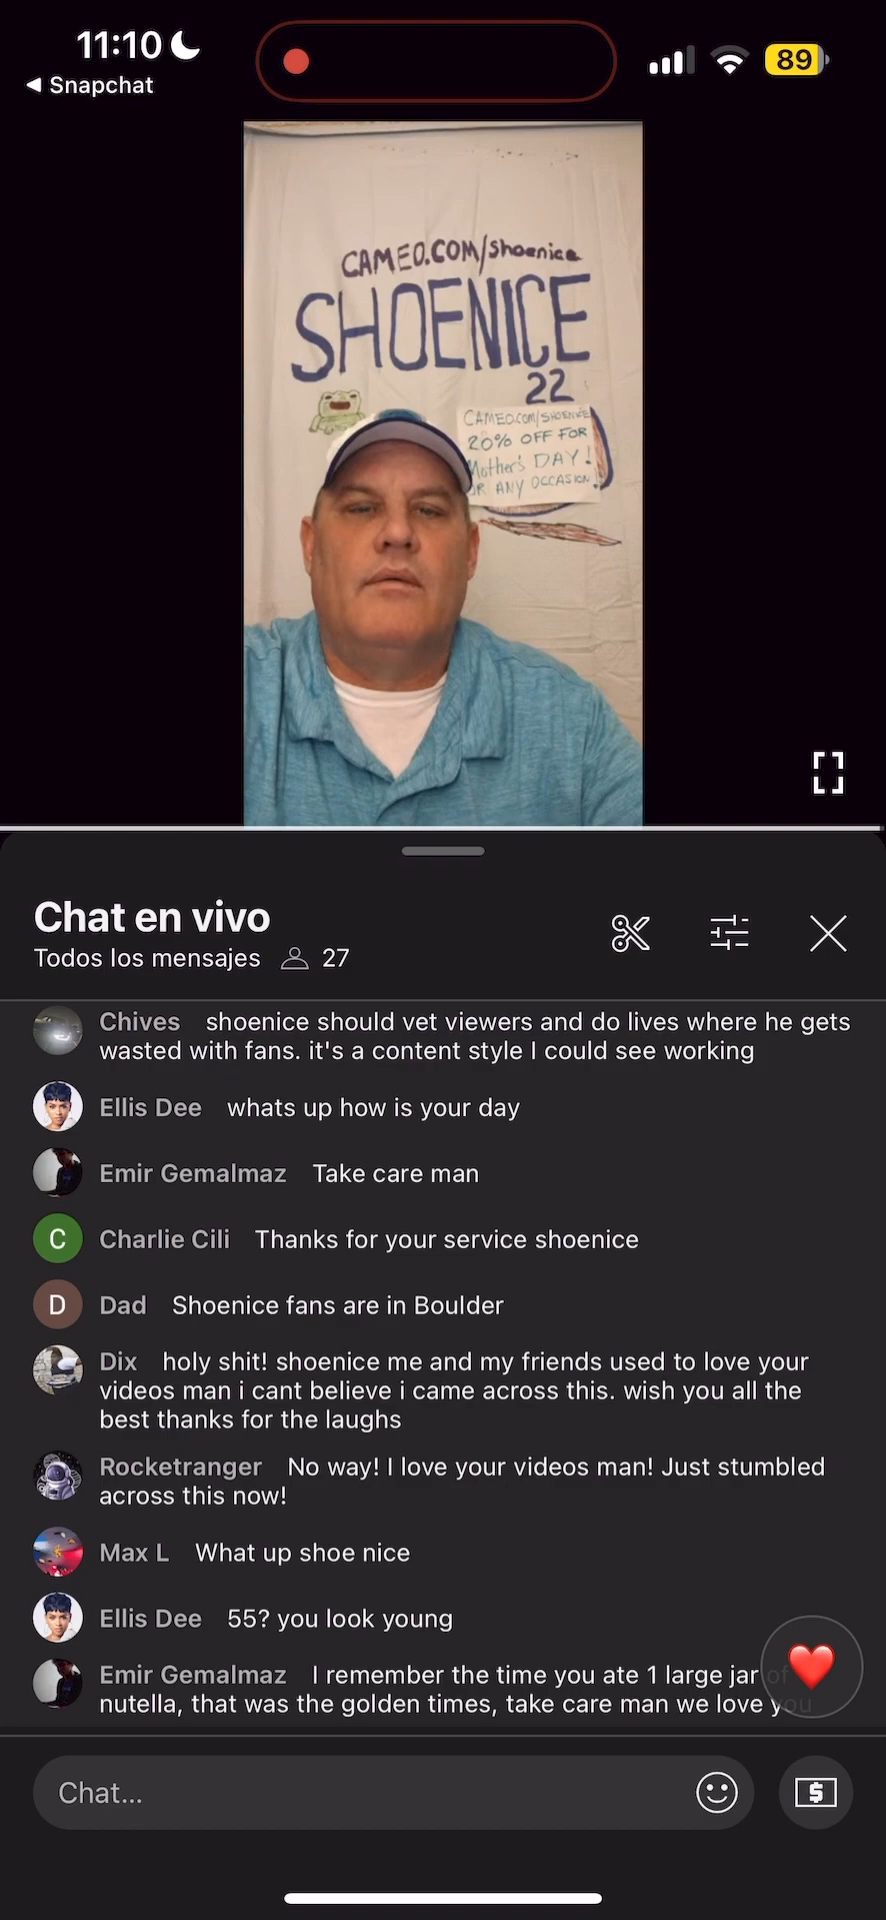 11:10
89
Snapchat
CAMEO.COM/shoenice
SHOENICE
22
CAMEO.COM/SHOENICE
20% OFF FOR
Mother's DAY!
OR ANY OCCASION!
Chat en vivo
Todos los mensajes 27
Chives shoenice should vet viewers and do lives where he gets
wasted with fans. it's a content style I could see working
Ellis Dee whats up how is your day
Emir Gemalmaz Take care man
C Charlie Cili Thanks for your service shoenice
D Dad Shoenice fans are in Boulder
Dix holy shit! shoenice me and my friends used to love your
videos man i cant believe i came across this. wish you all the
best thanks for the laughs
Rocketranger No way! I love your videos man! Just stumbled
across this now!
Max L What up shoe nice
Ellis Dee 55? you look young
Emir Gemalmaz I remember the time you ate 1 large jar of
nutella, that was the golden times, take care man we love you
Chat...
$